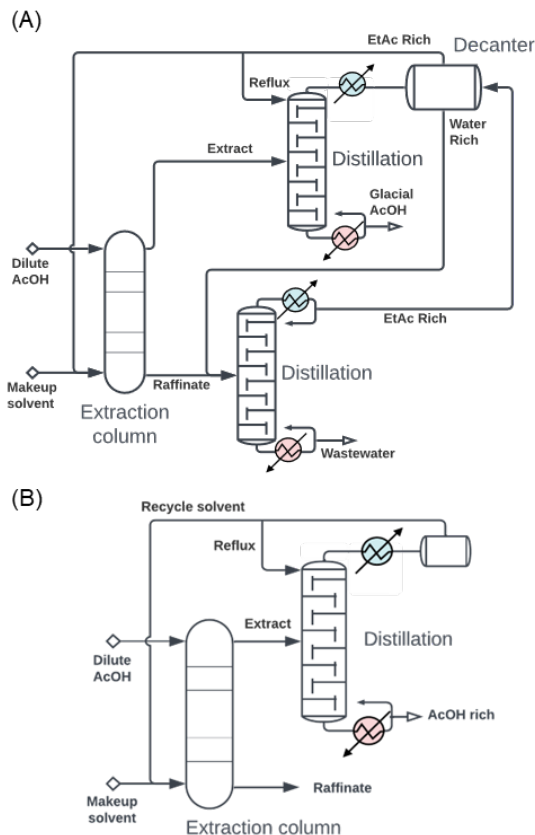 (A)
EtAc Rich
Decanter
Reflux
Water
Rich
Extract
Distillation
Glacial
AcOH
Dilute
AcOH
EtAc Rich
Distillation
Makeup
solvent
Raffinate
Extraction
column
Wastewater
(B)
Recycle solvent
Reflux
Extract
Distillation
Dilute
AcOH
AcOH rich
Makeup
solvent
Raffinate
Extraction column